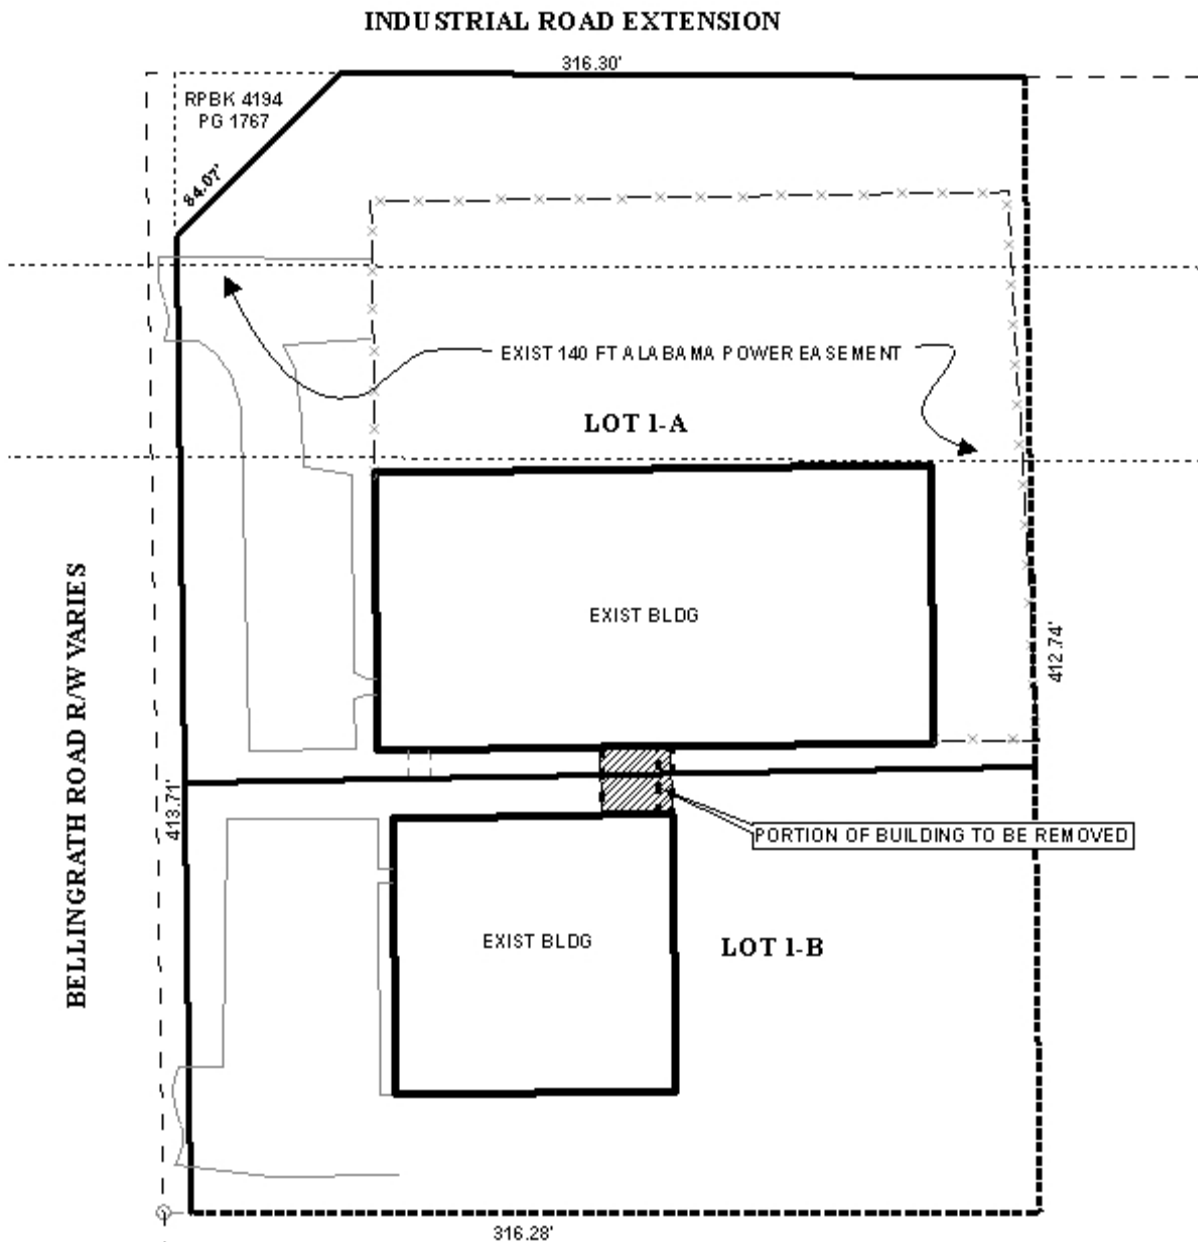 INDUSTRIAL ROAD EXTENSION
316.30'
RPBK 4194
PG 1767
84.07'
EXIST 140 FT ALABAMA POWER EASEMENT
LOT 1-A
EXIST BLDG
BELLINGRATH ROAD R/W VARIES
412.74'
413.71'
PORTION OF BUILDING TO BE REMOVED
EXIST BLDG
LOT 1-B
316.28'